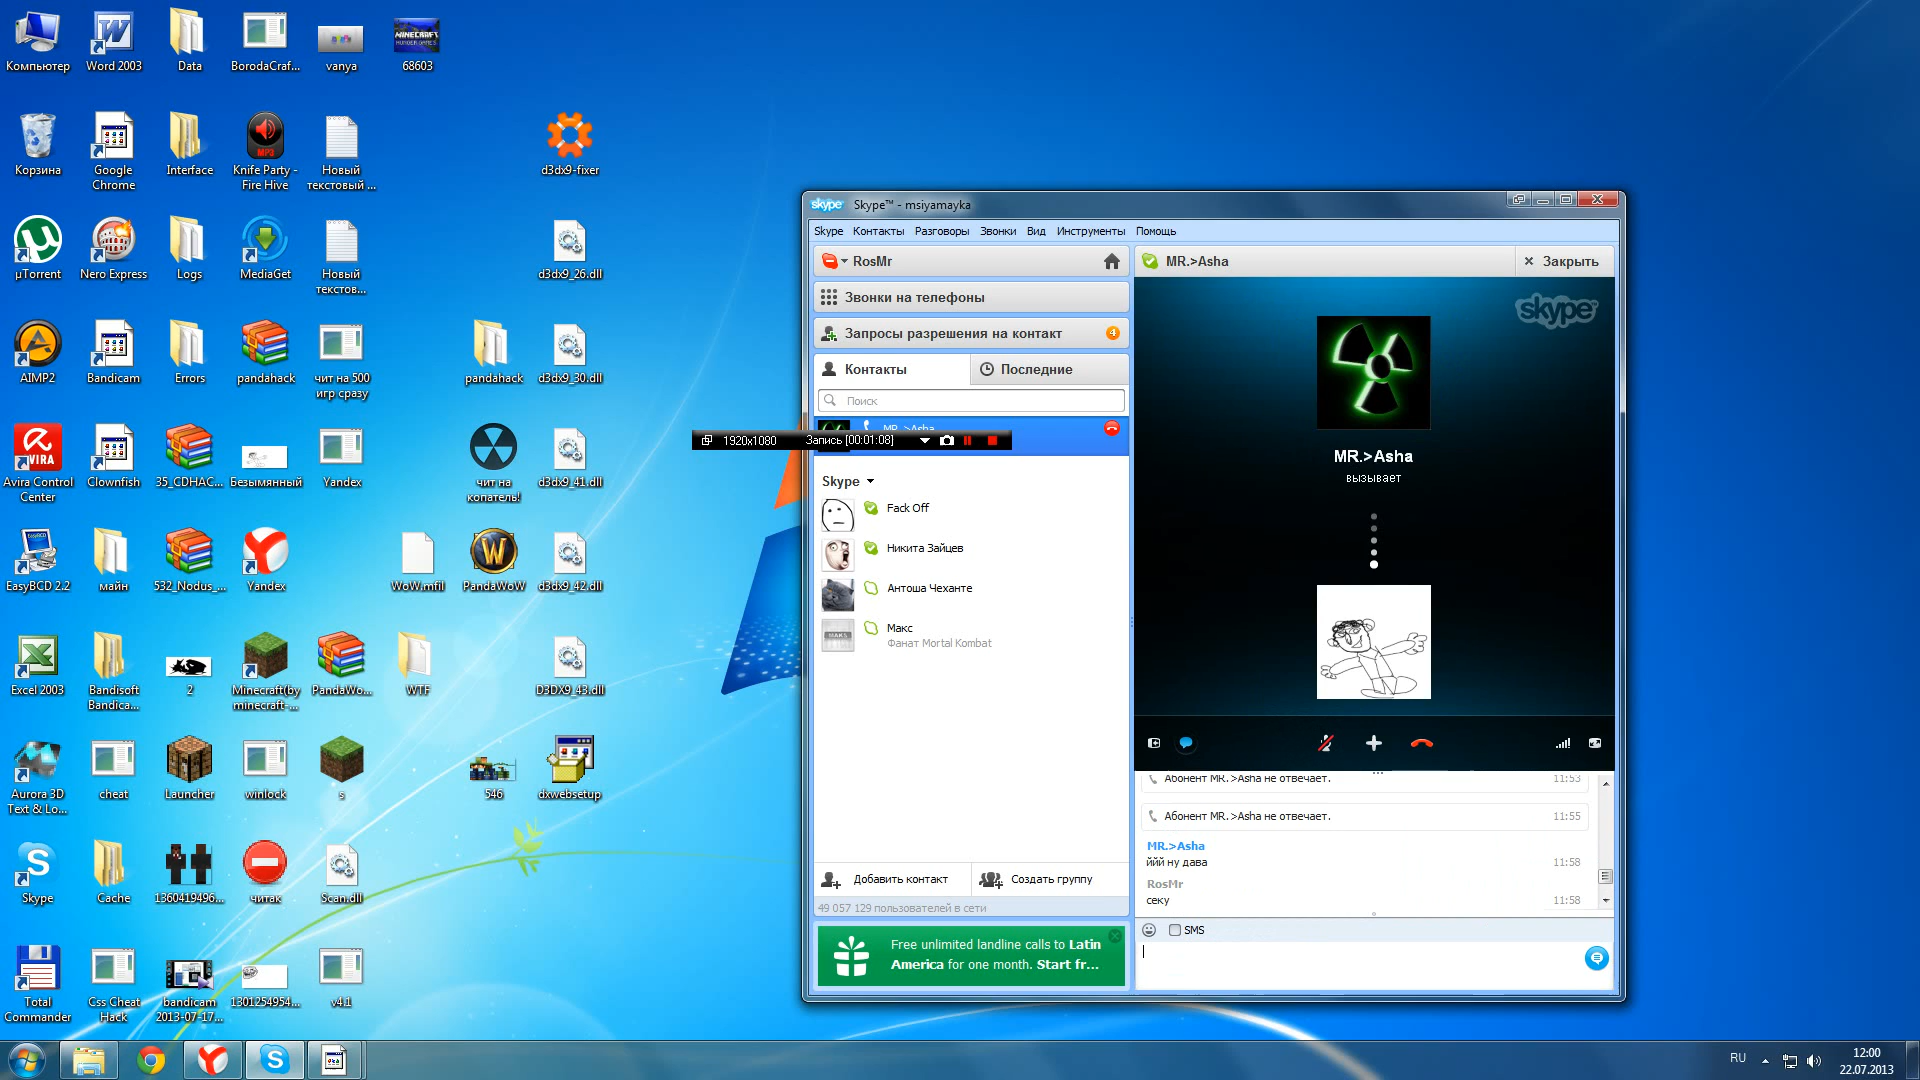 Компьютер
Word 2003
Data
BorodaCraf...
vanya
MINECRAFT
HUNGER GAMES
68603
Корзина
Google
Chrome
Interface
MP3
Knife Party -
Fire Hive
Новый
текстовый ...
d3dx9-fixer
µTorrent
Nero Express
Logs
MediaGet
Новый
текстов...
d3dx9_26.dll
AIMP2
Bandicam
Errors
pandahack
чит на 500
игр сразу
pandahack
d3dx9_30.dll
AVIRA
Avira Control
Center
Clownfish
35_CDHAC...
Безымянный
Yandex
чит на
копатель!
d3dx9_41.dll
EasyBCD 2.2
майн
532_Nodus_...
Yandex
WoW.mfil
PandaWoW
d3dx9_42.dll
Excel 2003
Bandisoft
Bandica...
2
Minecraft(by
minecraft-...
PandaWo...
WTF
D3DX9_43.dll
Aurora 3D
Text & Lo...
cheat
Launcher
winlock
s
546
dxwebsetup
Skype
Cache
1360419496...
читак
Scan.dll
Total
Commander
Css Cheat
Hack
bandicam
2013-07-17...
1301254954...
v4.1
1920x1080
Запись [00:01:08]
skype
Skype™ - msiyamayka
Skype
Контакты
Разговоры
Звонки
Вид
Инструменты
Помощь
RosMr
Звонки на телефоны
Запросы разрешения на контакт
4
Контакты
Последние
Поиск
MR.>Asha
Skype
Fack Off
Никита Зайцев
Антоша Чеханте
MAKS
Макс
Фанат Mortal Kombat
Добавить контакт
Создать группу
49 057 129 пользователей в сети
Free unlimited landline calls to Latin
America for one month. Start fr...
MR.>Asha
Закрыть
skype™
MR.>Asha
вызывает
Абонент MR.>Asha не отвечает.
11:53
Абонент MR.>Asha не отвечает.
11:55
MR.>Asha
ййй ну дава
11:58
RosMr
секу
11:58
SMS
RU
12:00
22.07.2013